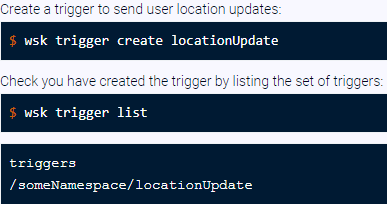 Create a trigger to send user location updates:
$ wsk trigger create locationUpdate
Check you have created the trigger by listing the set of triggers:
$ wsk trigger list
triggers
/someNamespace/locationUpdate